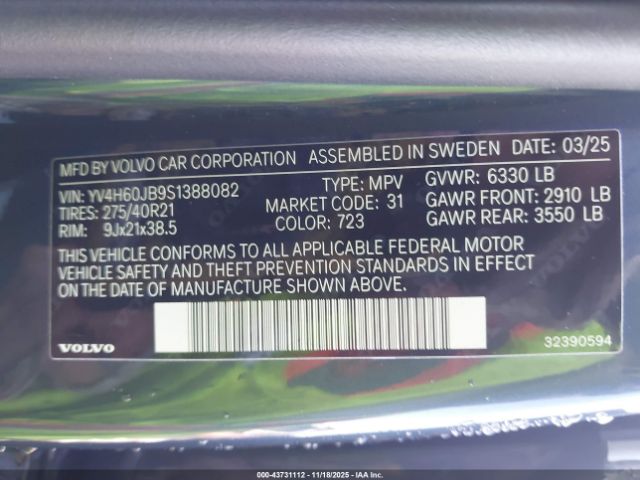 MFD BY VOLVO CAR CORPORATION ASSEMBLED IN SWEDEN DATE: 03/25
VIN: YV4H60JB9S1388082 TYPE: MPV GVWR: 6330 LB
TIRES: 275/40R21 MARKET CODE: 31 GAWR FRONT: 2910 LB
RIM: 9Jx21x38.5 COLOR: 723 GAWR REAR: 3550 LB
THIS VEHICLE CONFORMS TO ALL APPLICABLE FEDERAL MOTOR
VEHICLE SAFETY AND THEFT PREVENTION STANDARDS IN EFFECT
ON THE DATE OF MANUFACTURE SHOWN ABOVE.
VOLVO 32390594
000-43731112 - 11/18/2025 - IAA Inc.